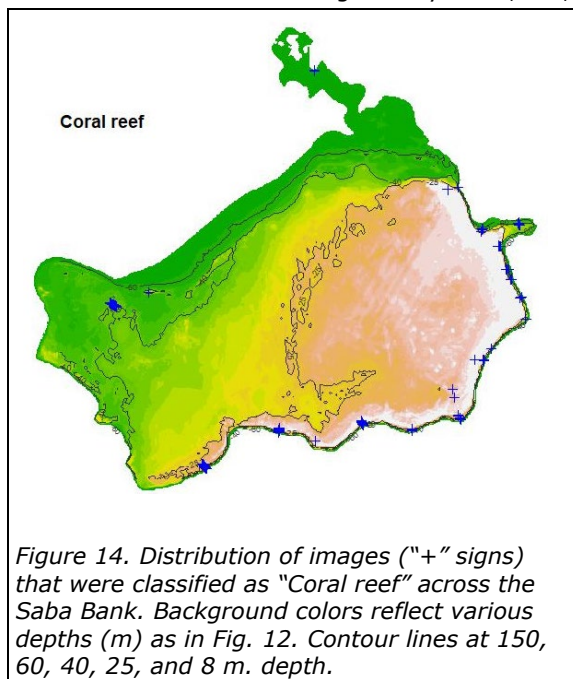 Coral reef
Figure 14. Distribution of images (“+” signs)
that were classified as “Coral reef” across the
Saba Bank. Background colors reflect various
depths (m) as in Fig. 12. Contour lines at 150,
60, 40, 25, and 8 m. depth.